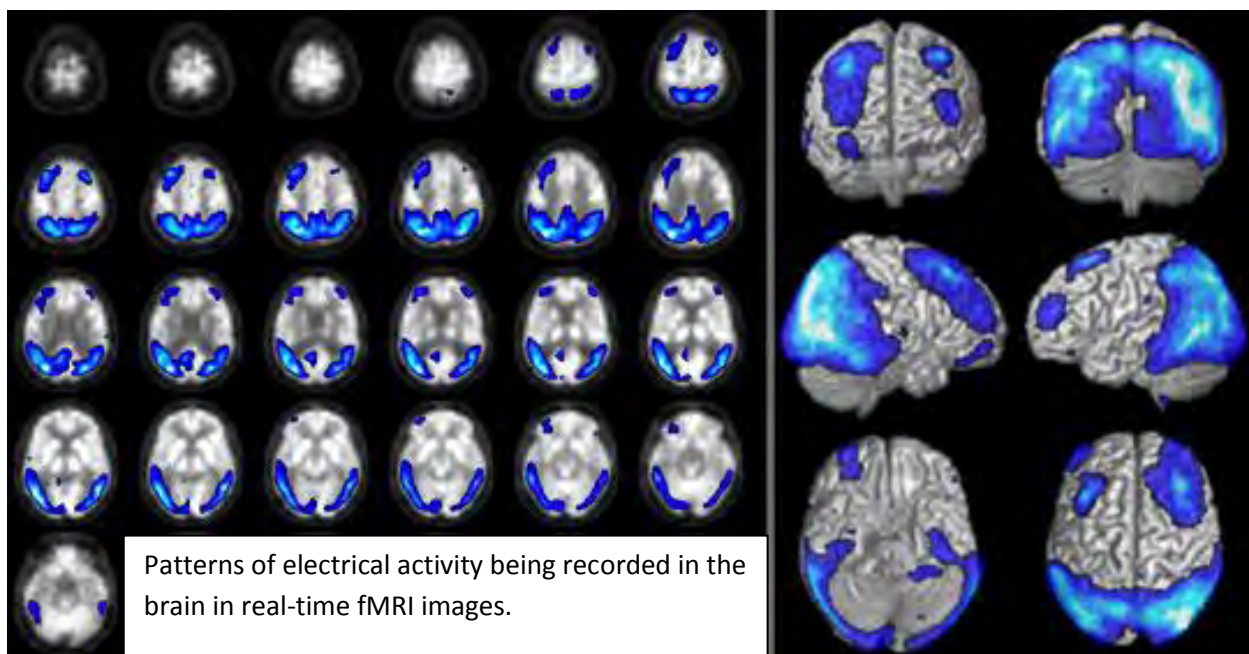 Patterns of electrical activity being recorded in the
brain in real-time fMRI images.